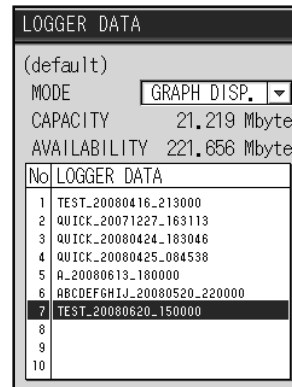 LOGGER DATA
(default)
MODE GRAPH DISP.
CAPACITY 21.219 Mbyte
AVAILABILITY 221.656 Mbyte
No LOGGER DATA
1 TEST_20080416_213000
2 QUICK_20071227_163113
3 QUICK_20080424_183046
4 QUICK_20080425_084538
5 A_20080613_180000
6 ABCDEFGHIJ_20080520_220000
7 TEST_20080620_150000
8
9
10